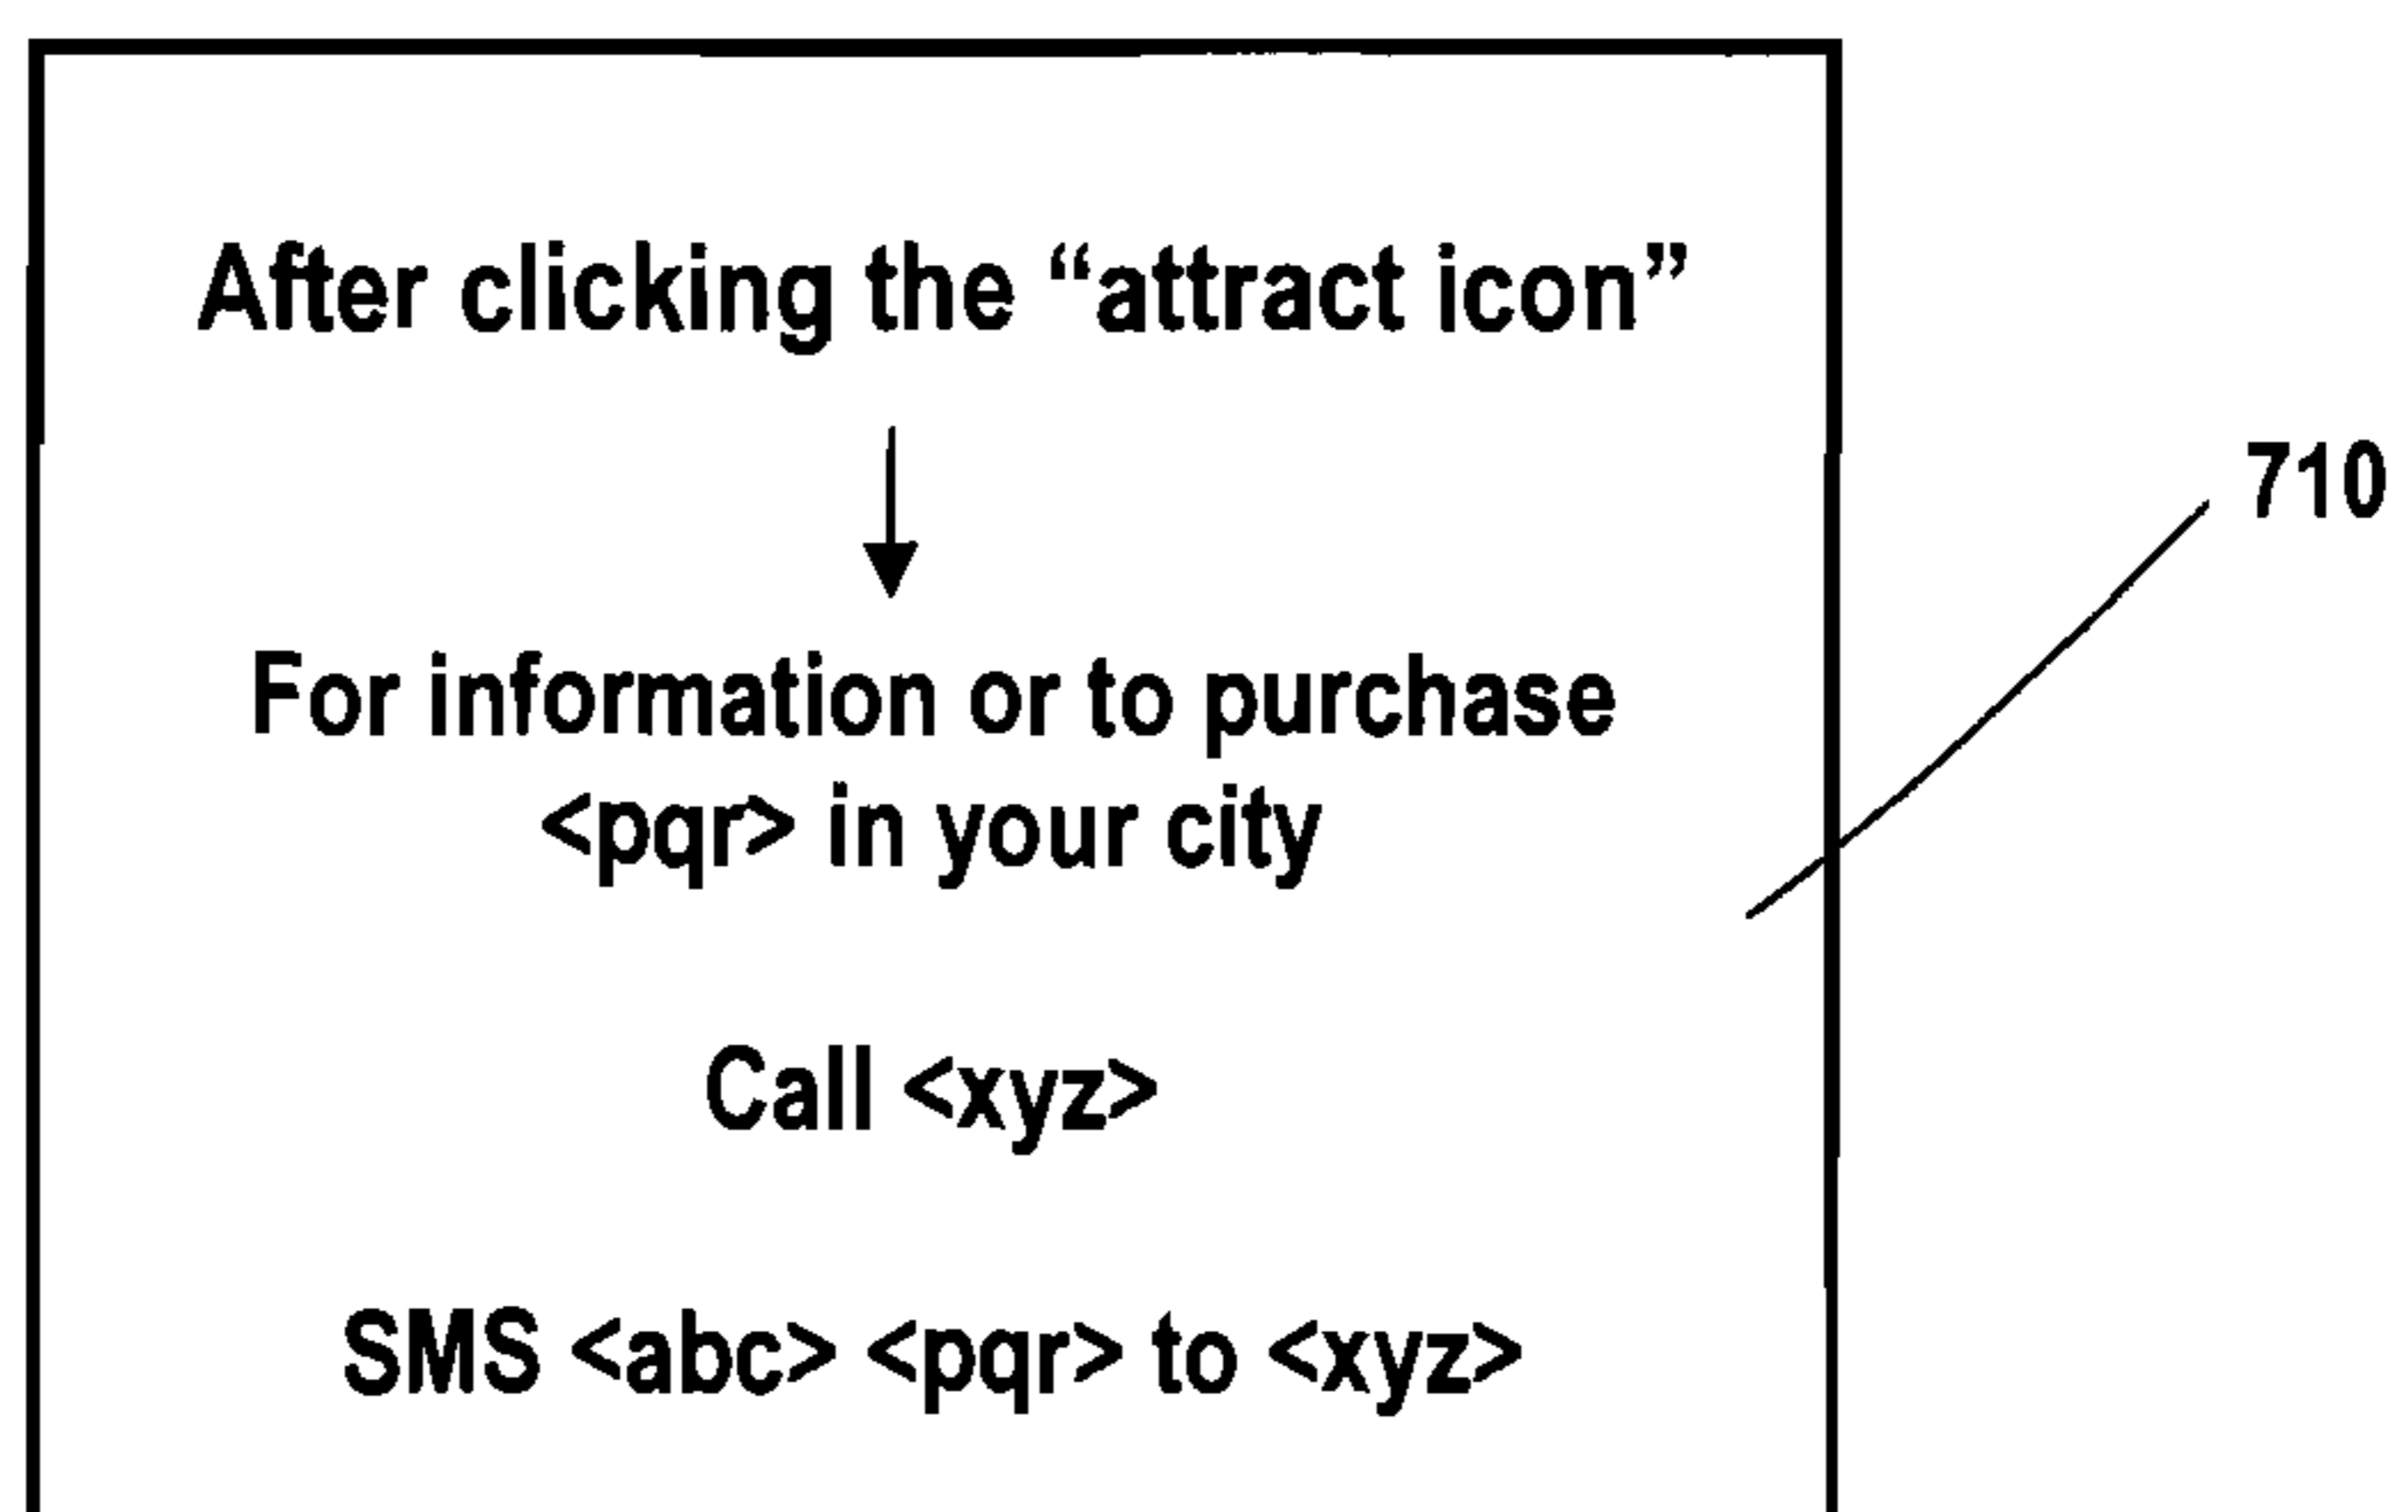 After clicking the “attract icon”
710
For information or to purchase
<pqr> in your city
Call <xyz>
SMS <abc> <pqr> to <xyz>